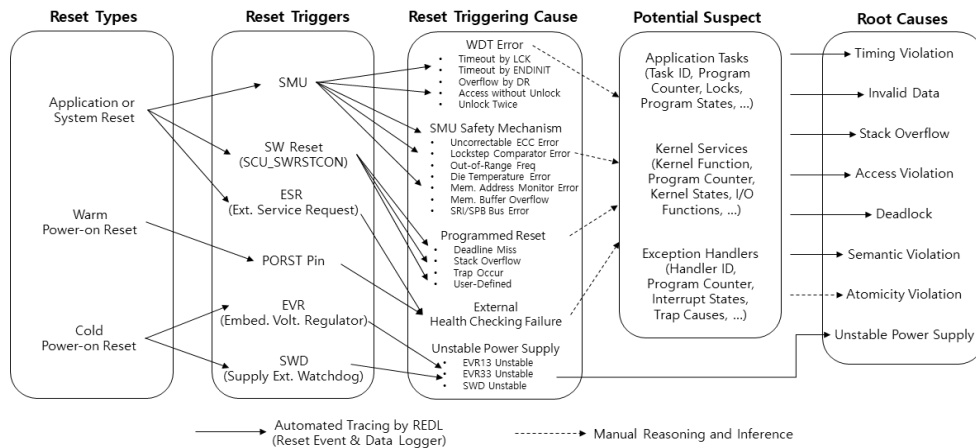 Reset Types
Reset Triggers
Reset Triggering Cause
Potential Suspect
Root Causes
Application or
System Reset
Warm
Power-on Reset
Cold
Power-on Reset
SMU
SW Reset
(SCU_SWRSTCON)
ESR
(Ext. Service Request)
PORST Pin
EVR
(Embed. Volt. Regulator)
SWD
(Supply Ext. Watchdog)
WDT Error
• Timeout by LCK
• Timeout by ENDINIT
• Overflow by DR
• Access without Unlock
• Unlock Twice
SMU Safety Mechanism
• Uncorrectable ECC Error
• Lockstep Comparator Error
• Out-of-Range Freq
• Die Temperature Error
• Mem. Address Monitor Error
• Mem. Buffer Overflow
• SRI/SPB Bus Error
Programmed Reset
• Deadline Miss
• Stack Overflow
• Trap Occur
• User-Defined
External
Health Checking Failure
Unstable Power Supply
• EVR13 Unstable
• EVR33 Unstable
• SWD Unstable
Application Tasks
(Task ID, Program
Counter, Locks,
Program States, ...)
Kernel Services
(Kernel Function,
Program Counter,
Kernel States, I/O
Functions, ...)
Exception Handlers
(Handler ID,
Program Counter,
Interrupt States,
Trap Causes, ...)
Timing Violation
Invalid Data
Stack Overflow
Access Violation
Deadlock
Semantic Violation
Atomicity Violation
Unstable Power Supply
Automated Tracing by REDL
(Reset Event & Data Logger)
Manual Reasoning and Inference